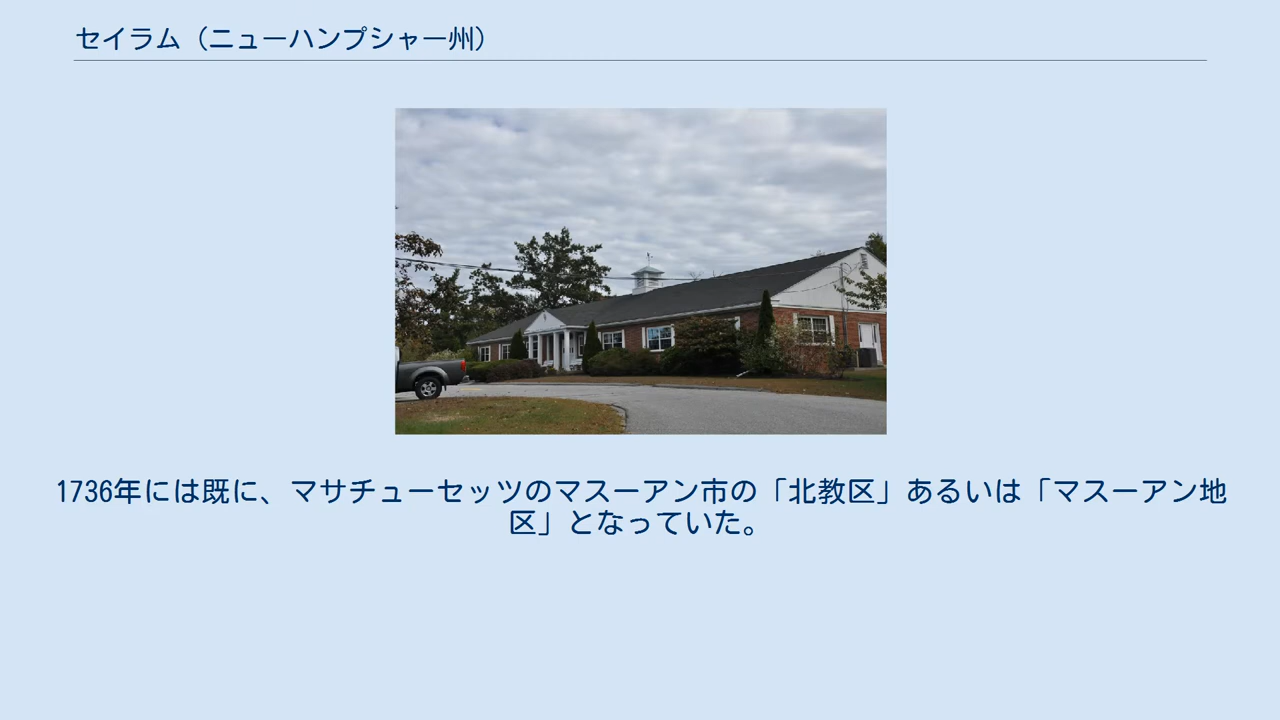 セイラム（ニューハンプシャー州）
1736年には既に、マサチューセッツのマスーアン市の「北教区」あるいは「マスーアン地
区」となっていた。